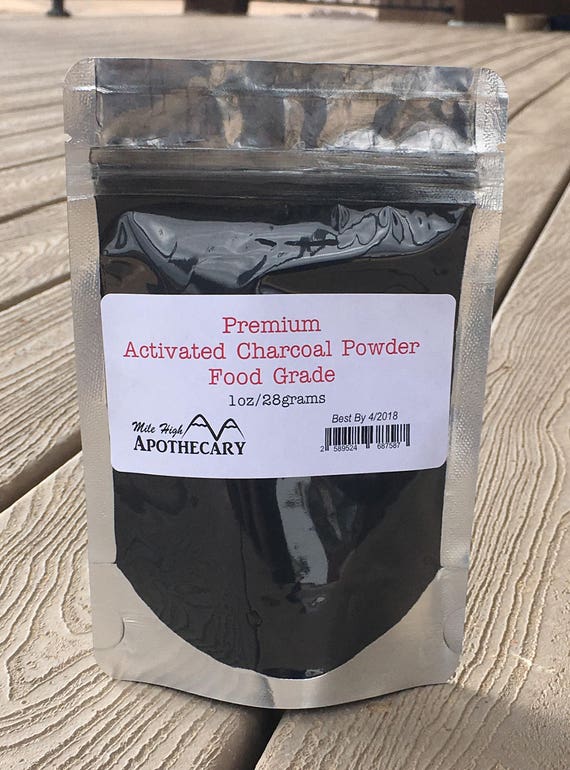 Premium
Activated Charcoal Powder
Food Grade
1oz/28grams
Mile High
APOTHECARY
Best By 4/2018
2 589524 687587